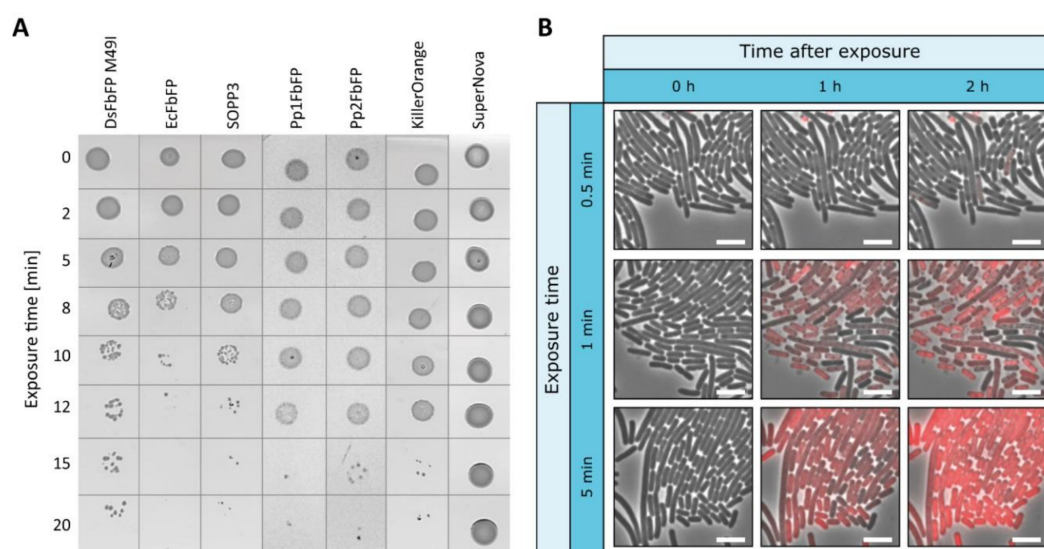 A
DsFbFP M49I
EcFbFP
SOPP3
Pp1FbFP
Pp2FbFP
KillerOrange
SuperNova
Exposure time [min]
0
2
5
8
10
12
15
20
B
Time after exposure
0 h
1 h
2 h
Exposure time
0.5 min
1 min
5 min